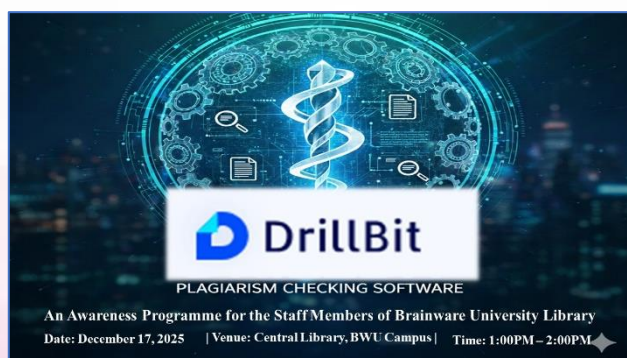 DrillBit
PLAGIARISM CHECKING SOFTWARE
An Awareness Programme for the Staff Members of Brainware University Library
Date: December 17, 2025 | Venue: Central Library, BWU Campus | Time: 1:00PM – 2:00PM